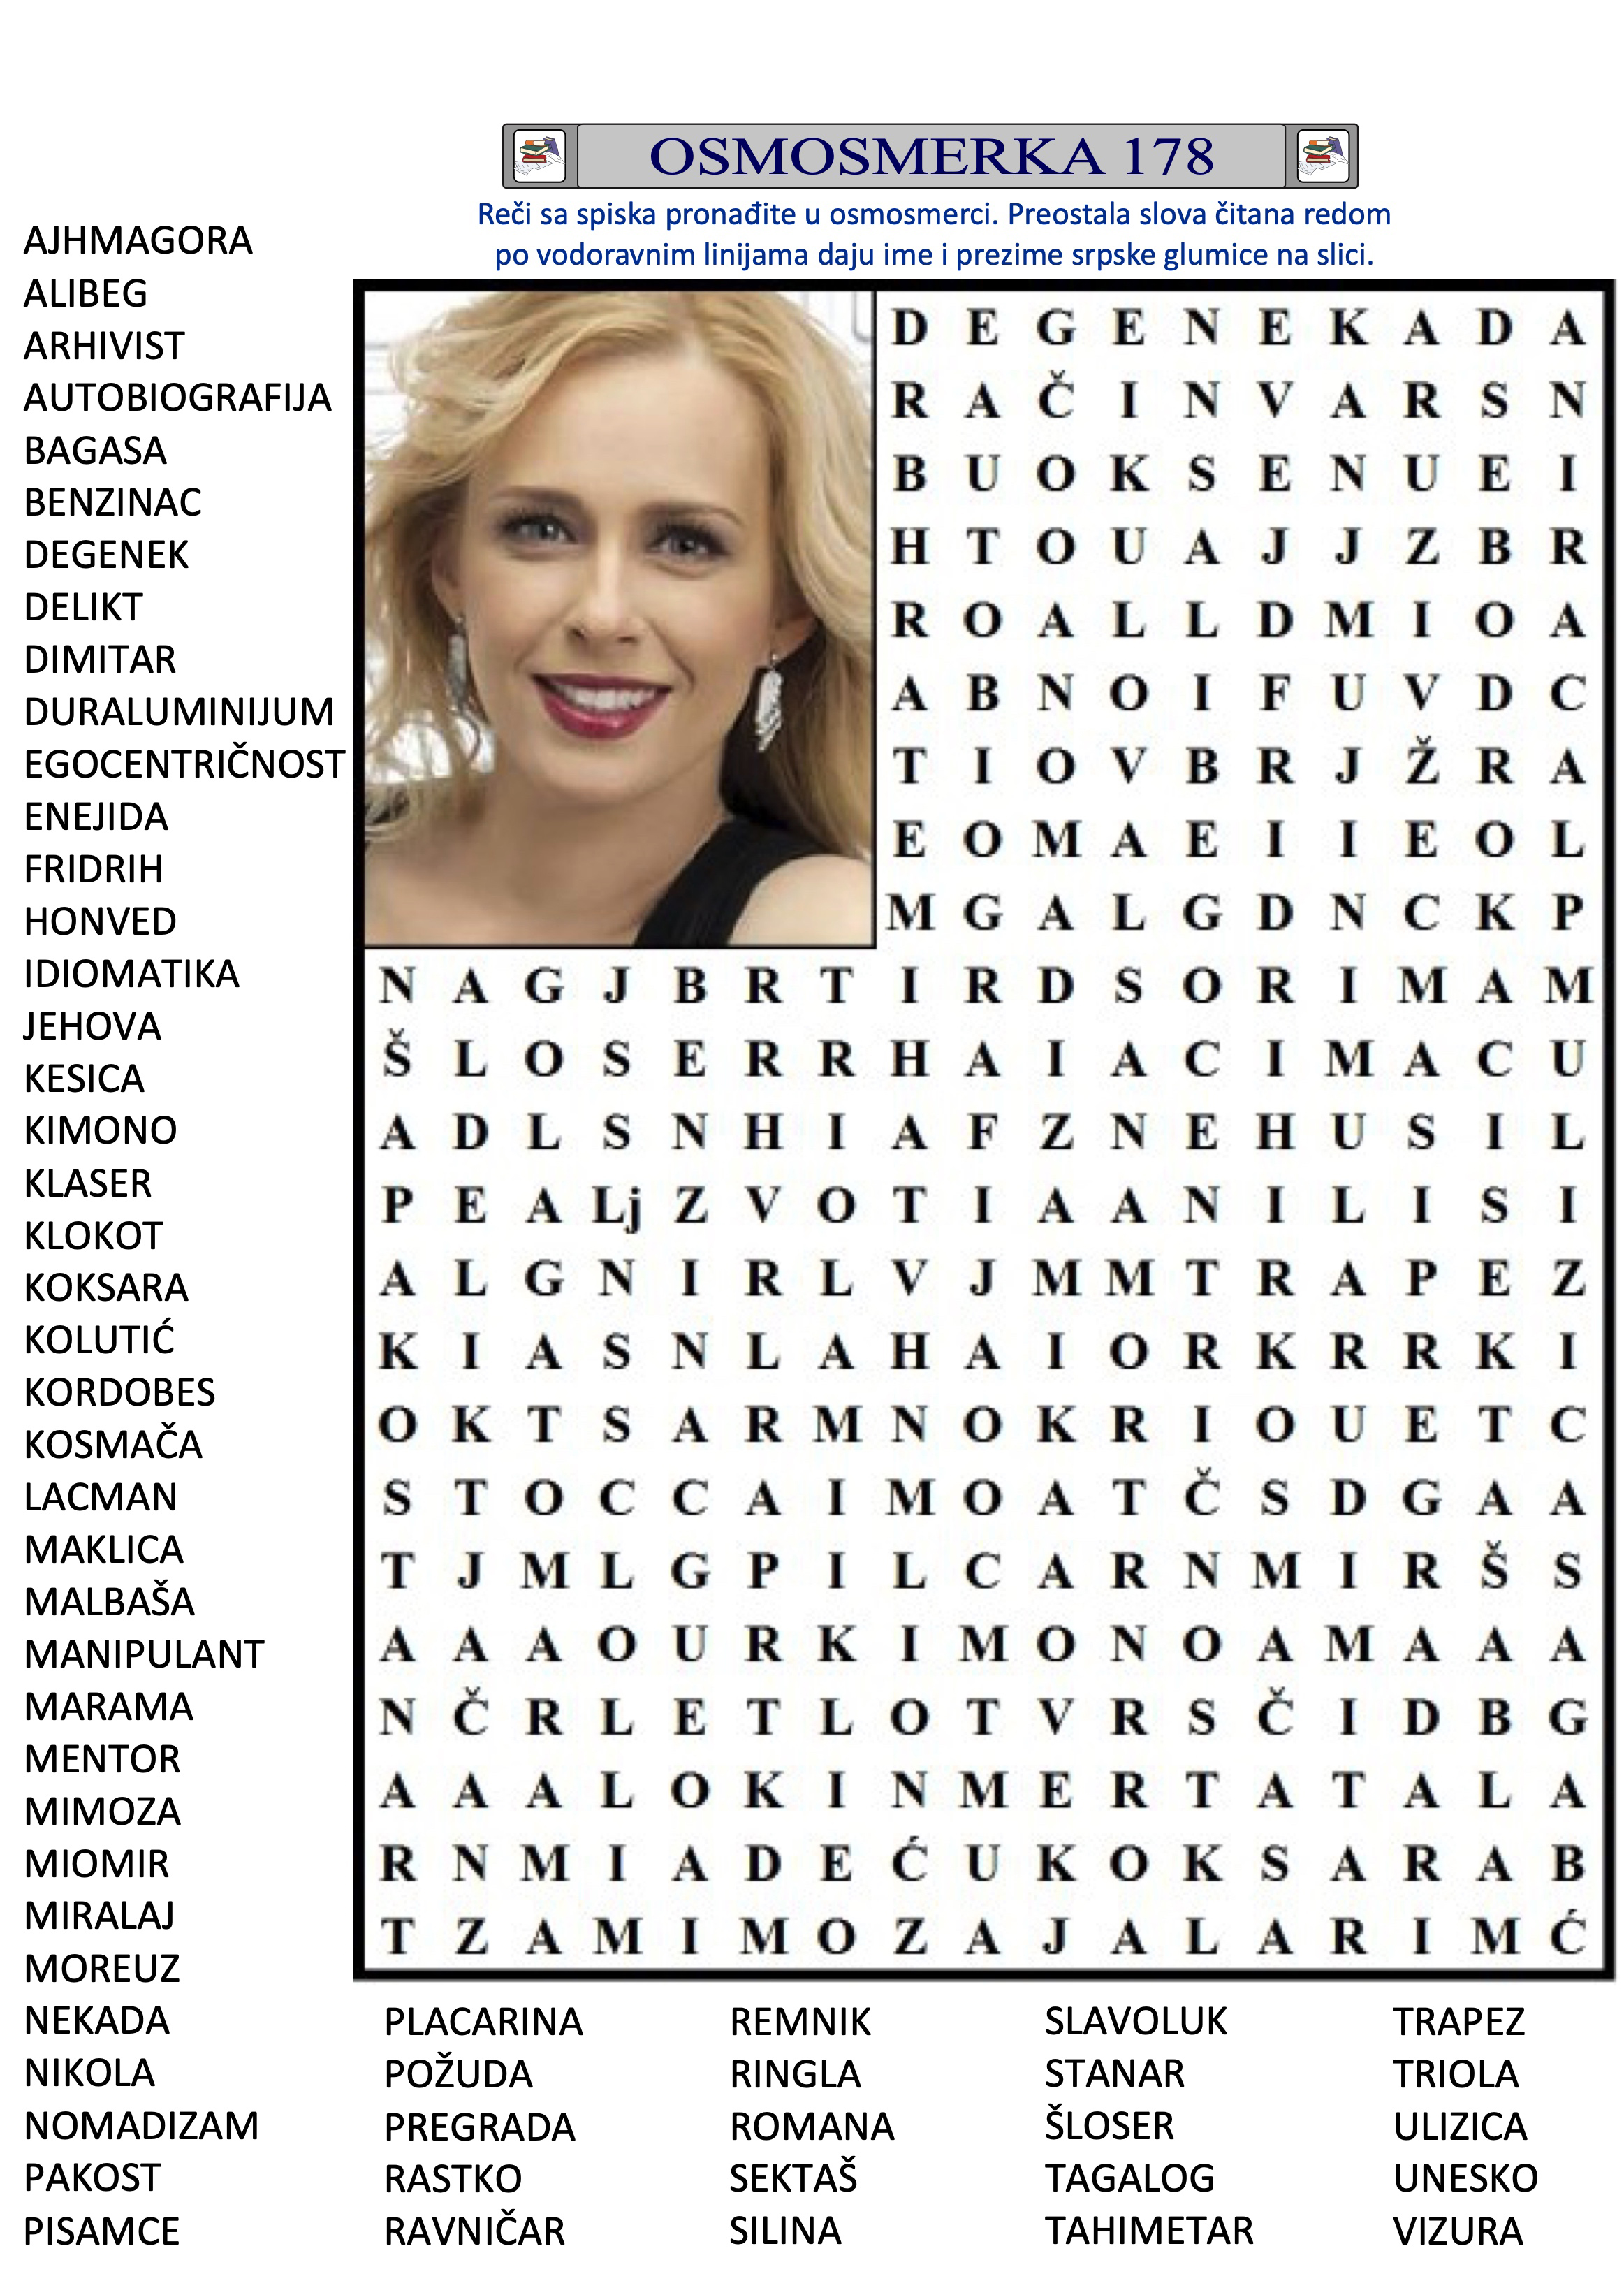 OSMOSMERKA 178
Reči sa spiska pronađite u osmosmerci. Preostala slova čitana redom
po vodoravnim linijama daju ime i prezime srpske glumice na slici.
AJHMAGORA
ALIBEG
ARHIVIST
AUTOBIOGRAFIJA
BAGASA
BENZINAC
DEGENEK
DELIKT
DIMITAR
DURALUMINIJUM
EGOCENTRIČNOST
ENEJIDA
FRIDRIH
HONVED
IDIOMATIKA
JEHOVA
KESICA
KIMONO
KLASER
KLOKOT
KOKSARA
KOLUTIĆ
KORDOBES
KOSMAČA
LACMAN
MAKLICA
MALBAŠA
MANIPULANT
MARAMA
MENTOR
MIMOZA
MIOMIR
MIRALAJ
MOREUZ
NEKADA
NIKOLA
NOMADIZAM
PAKOST
PISAMCE
D E G E N E K A D A
R A Č I N V A R S N
B U O K S E N U E I
H T O U A J J Z B R
R O A L L D M I O A
A B N O I F U V D C
T I O V B R J Ž R A
E O M A E I I E O L
M G A L G D N C K P
N A G J B R T I R D S O R I M A M
Š L O S E R R H A I A C I M A C U
A D L S N H I A F Z N E H U S I L
P E A Lj Z V O T I A A N I L I S I
A L G N I R L V J M M T R A P E Z
K I A S N L A H A I O R K R R K I
O K T S A R M N O K R I O U E T C
S T O C C A I M O A T Č S D G A A
T J M L G P I L C A R N M I R Š S
A A A O U R K I M O N O A M A A A
N Č R L E T L O T V R S Č I D B G
A A A L O K I N M E R T A T A L A
R N M I A D E Ć U K O K S A R A B
T Z A M I M O Z A J A L A R I M Ć
PLACARINA
POŽUDA
PREGRADA
RASTKO
RAVNIČAR
REMNIK
RINGLA
ROMANA
SEKTAŠ
SILINA
SLAVOLUK
STANAR
ŠLOSER
TAGALOG
TAHIMETAR
TRAPEZ
TRIOLA
ULIZICA
UNESKO
VIZURA